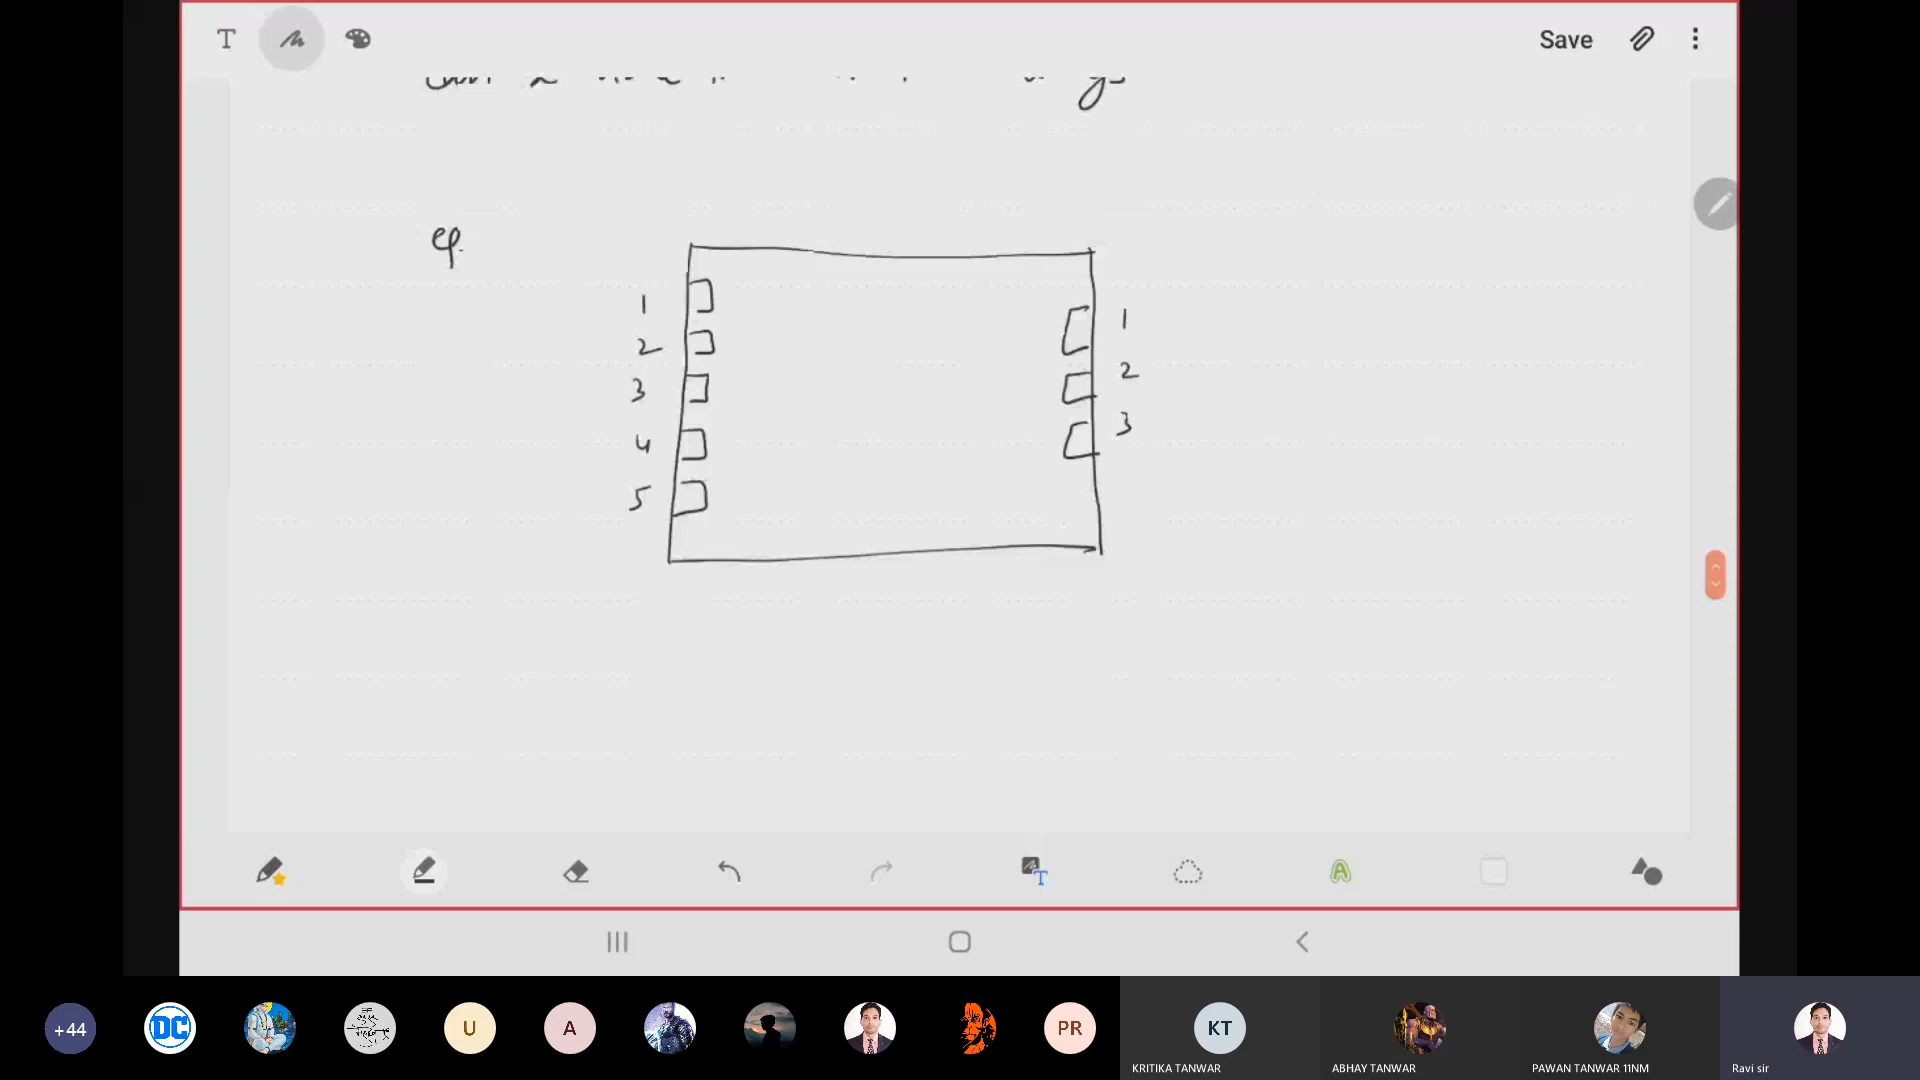 T
Save
eg.
1
2
3
4
5
1
2
3
T
A
+44
DC
U
A
PR
KT
KRITIKA TANWAR
ABHAY TANWAR
PAWAN TANWAR 11NM
Ravi sir